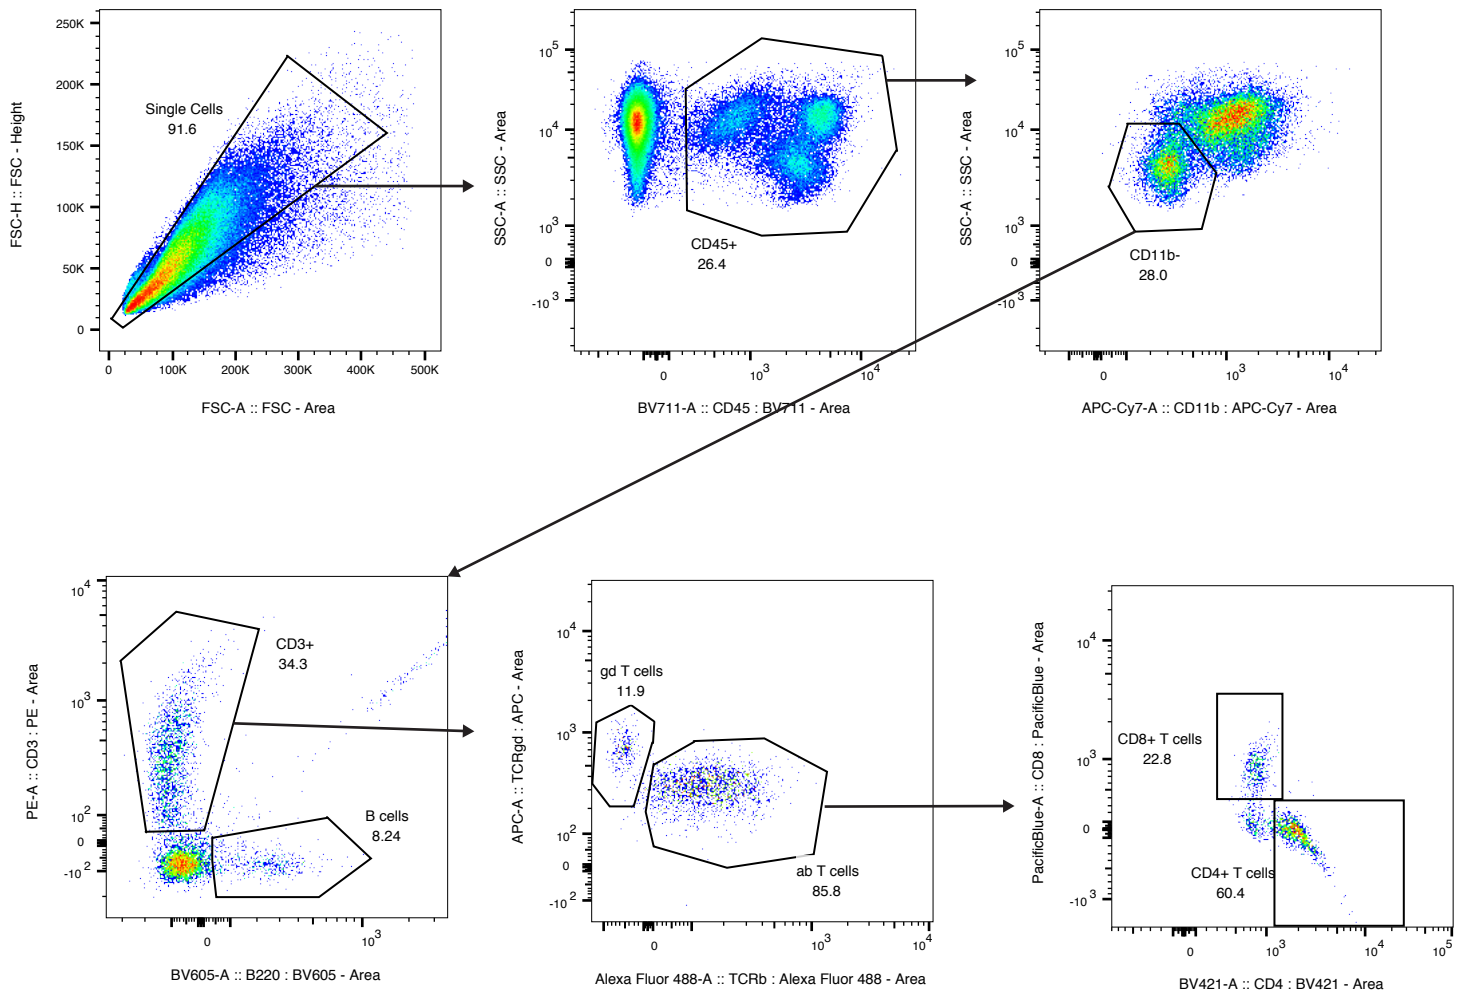 250K
200K
150K
100K
50K
0
0
100K
200K
300K
400K
500K
FSC-H :: FSC - Height
FSC-A :: FSC - Area
Single Cells
91.6
10^5
10^4
10^3
0
-10^3
0
10^3
10^4
SSC-A :: SSC - Area
BV711-A :: CD45 : BV711 - Area
CD45+
26.4
10^5
10^4
10^3
0
-10^3
0
10^3
10^4
SSC-A :: SSC - Area
APC-Cy7-A :: CD11b : APC-Cy7 - Area
CD11b-
28.0
10^4
10^3
10^2
0
-10^2
0
10^3
PE-A :: CD3 : PE - Area
BV605-A :: B220 : BV605 - Area
CD3+
34.3
B cells
8.24
10^4
10^3
10^2
0
-10^2
0
10^3
10^4
APC-A :: TCRgd : APC - Area
Alexa Fluor 488-A :: TCRb : Alexa Fluor 488 - Area
gd T cells
11.9
ab T cells
85.8
10^4
10^3
0
-10^3
0
10^3
10^4
10^5
PacificBlue-A :: CD8 : PacificBlue - Area
BV421-A :: CD4 : BV421 - Area
CD8+ T cells
22.8
CD4+ T cells
60.4